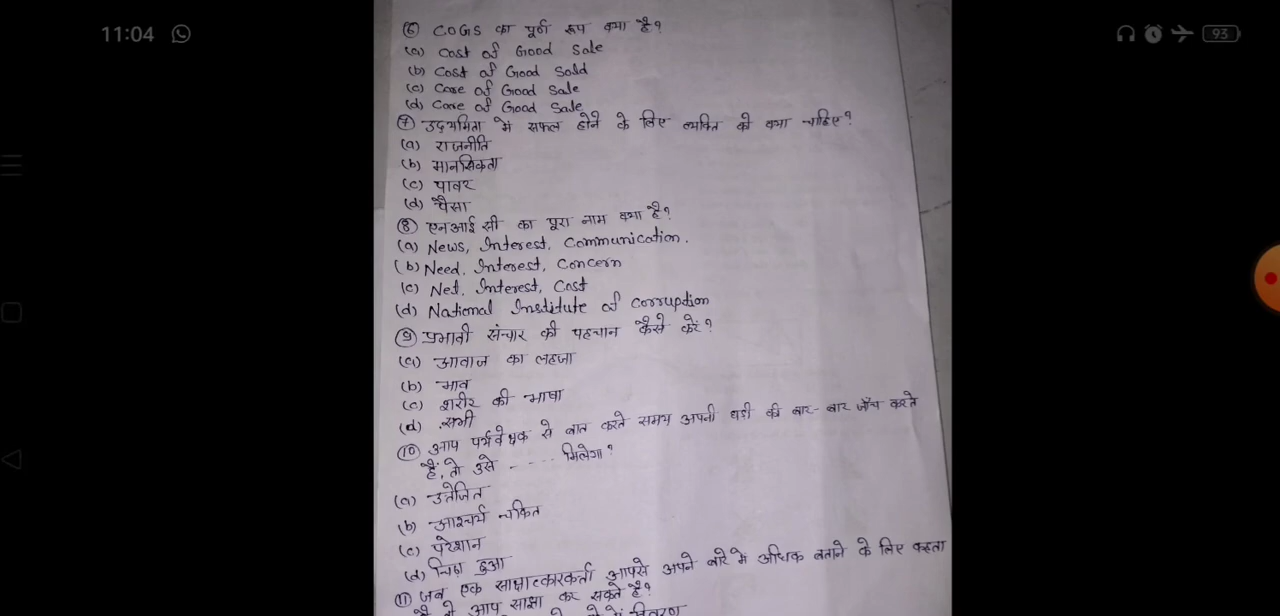 11:04
93
⑥ COGS का पूर्ण रूप क्या है?
(a) Cost of Good Sale
(b) Cost of Good Sold
(c) Care of Good Sale
(d) Core of Good Sale
⑦ उद्यमिता में सफल होने के लिए व्यक्ति को क्या चाहिए?
(a) राजनीति
(b) मानसिकता
(c) पावर
(d) पैसा
⑧ एनआईसी का पूरा नाम क्या है?
(a) News, Interest, Communication.
(b) Need, Interest, Concern
(c) Net, Interest, Cost
(d) National Institute of Corruption
⑨ प्रभावी संचार की पहचान कैसे करें?
(a) आवाज का लहजा
(b) भाव
(c) शरीर की भाषा
(d) सभी
⑩ आप पर्यवेक्षक से बात करते समय अपनी घड़ी की बार-बार जाँच करते
हैं, तो उसे ..... मिलेगा?
(a) उत्तेजित
(b) आश्चर्य चकित
(c) परेशान
(d) चिढ़ा हुआ
⑪ जब एक साक्षात्कारकर्ता आपसे अपने बारे में अधिक बताने के लिए कहता
है तो आप साझा कर सकते है?
विवरण